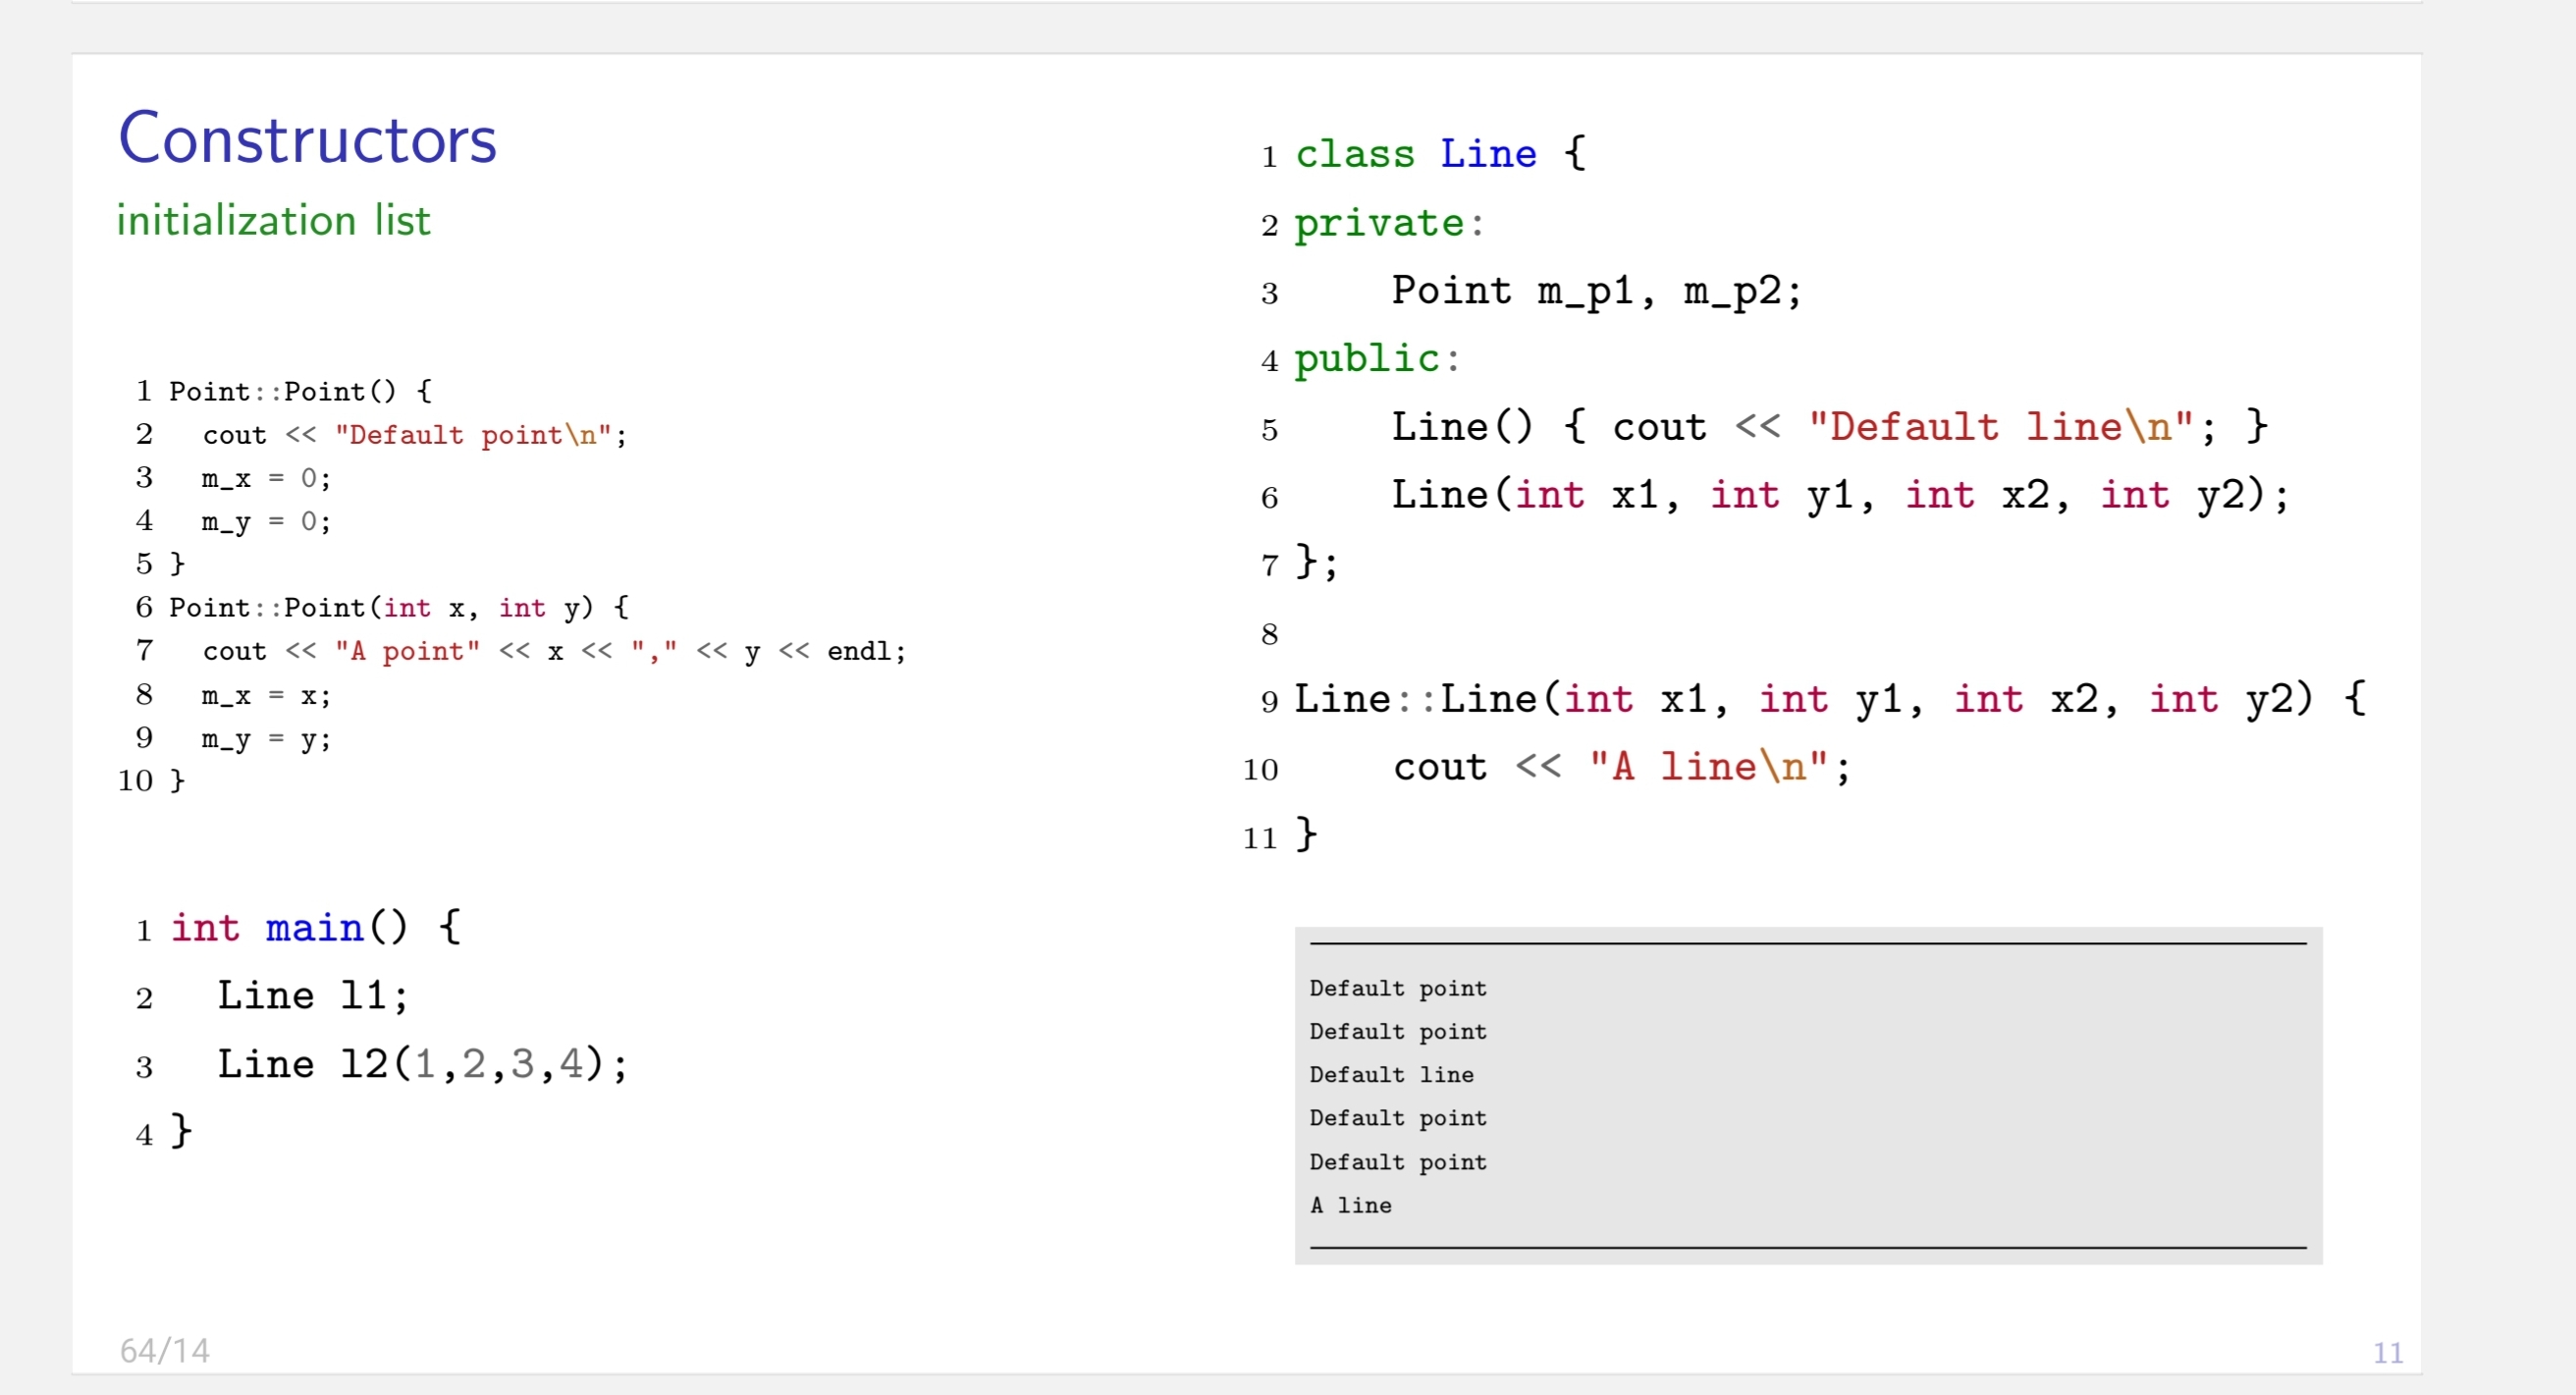 Constructors
initialization list
1 Point::Point() {
2   cout << "Default point\n";
3   m_x = 0;
4   m_y = 0;
5 }
6 Point::Point(int x, int y) {
7   cout << "A point" << x << "," << y << endl;
8   m_x = x;
9   m_y = y;
10 }
1 int main() {
2   Line l1;
3   Line l2(1,2,3,4);
4 }
1 class Line {
2 private:
3     Point m_p1, m_p2;
4 public:
5     Line() { cout << "Default line\n"; }
6     Line(int x1, int y1, int x2, int y2);
7 };
8
9 Line::Line(int x1, int y1, int x2, int y2) {
10     cout << "A line\n";
11 }
Default point
Default point
Default line
Default point
Default point
A line
64/14
11